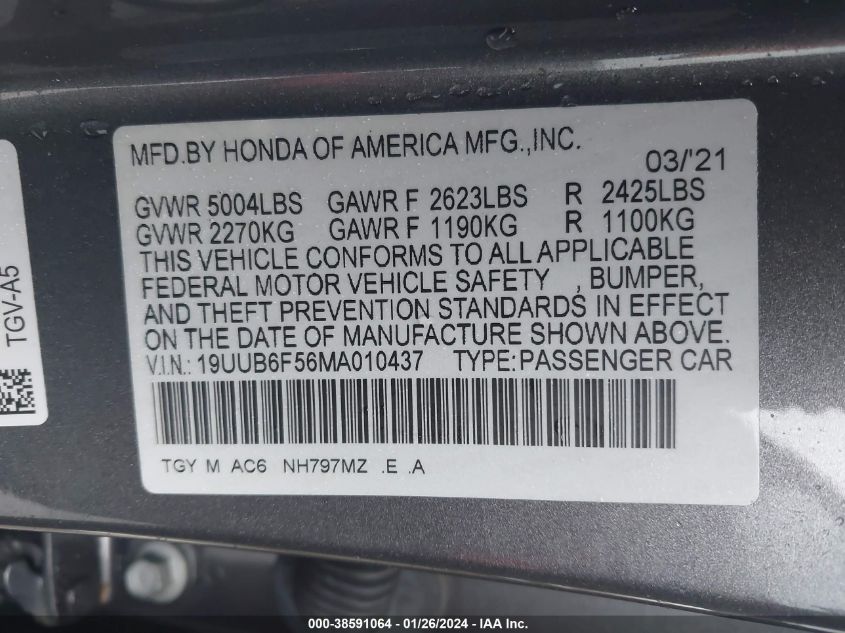 MFD.BY HONDA OF AMERICA MFG.,INC.
03/'21
GVWR 5004LBS GAWR F 2623LBS R 2425LBS
GVWR 2270KG GAWR F 1190KG R 1100KG
THIS VEHICLE CONFORMS TO ALL APPLICABLE
FEDERAL MOTOR VEHICLE SAFETY , BUMPER,
AND THEFT PREVENTION STANDARDS IN EFFECT
ON THE DATE OF MANUFACTURE SHOWN ABOVE.
V.I.N.: 19UUB6F56MA010437 TYPE:PASSENGER CAR
TGY M AC6 NH797MZ .E .A
TGV-A5
000-38591064 / 01/26/2024 - IAA Inc.